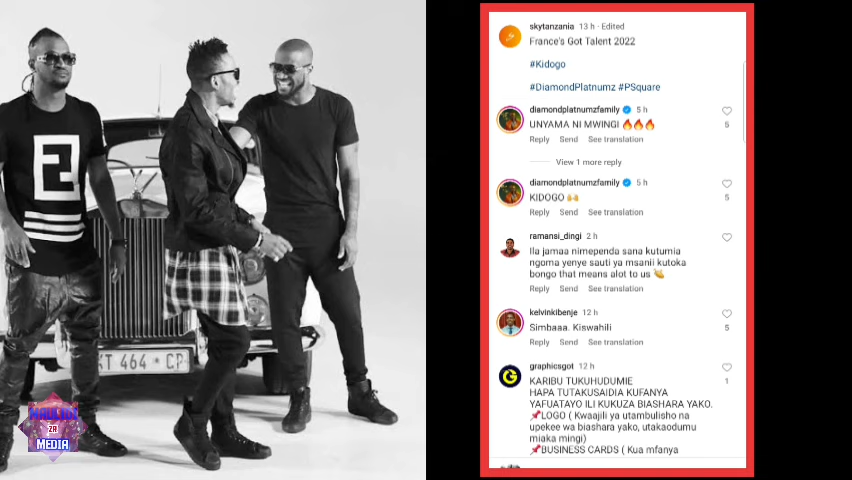 2
KT 464 * CP
NAULIZI
ZA
MEDIA
skytanzania 13 h · Edited
France's Got Talent 2022
#Kidogo
#DiamondPlatnumz #PSquare
diamondplatnumzfamily 5 h
UNYAMA NI MWINGI 🔥🔥🔥
5
Reply Send See translation
View 1 more reply
diamondplatnumzfamily 5 h
KIDOGO 🙌
5
Reply Send See translation
ramansi_dingi 2 h
Ila jamaa nimependa sana kutumia
ngoma yenye sauti ya msanii kutoka
bongo that means alot to us 👏
Reply Send See translation
kelvinkibenje 12 h
Simbaaa. Kiswahili
5
Reply Send See translation
graphicsgot 12 h
KARIBU TUKUHUDUMIE
1
HAPA TUTAKUSAIDIA KUFANYA
YAFUATAYO ILI KUKUZA BIASHARA YAKO.
📌LOGO ( Kwaajili ya utambulisho na
upekee wa biashara yako, utakaodumu
miaka mingi)
📌BUSINESS CARDS ( Kua mfanya